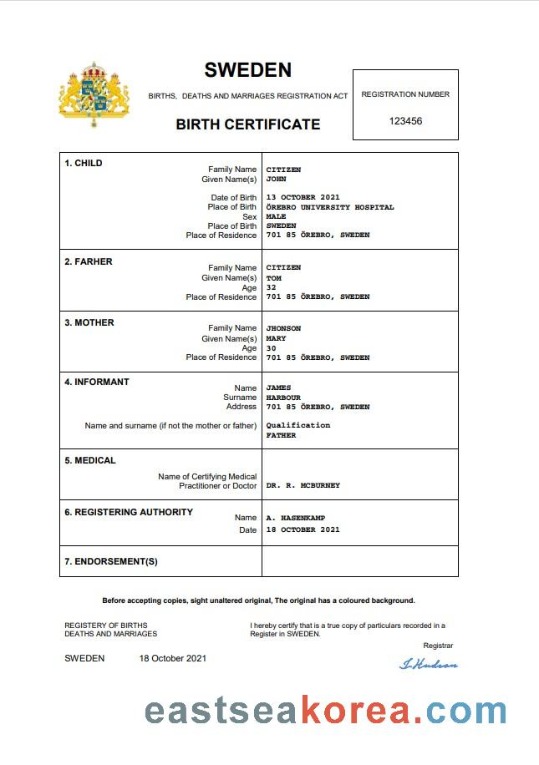 SWEDEN
BIRTHS, DEATHS AND MARRIAGES REGISTRATION ACT
BIRTH CERTIFICATE
REGISTRATION NUMBER
123456
1. CHILD
Family Name CITIZEN
Given Name(s) JOHN
Date of Birth 13 OCTOBER 2021
Place of Birth ÖREBRO UNIVERSITY HOSPITAL
Sex MALE
Place of Birth SWEDEN
Place of Residence 701 85 ÖREBRO, SWEDEN
2. FARHER
Family Name CITIZEN
Given Name(s) TOM
Age 32
Place of Residence 701 85 ÖREBRO, SWEDEN
3. MOTHER
Family Name JHONSON
Given Name(s) MARY
Age 30
Place of Residence 701 85 ÖREBRO, SWEDEN
4. INFORMANT
Name JAMES
Surname HARBOUR
Address 701 85 ÖREBRO, SWEDEN
Name and surname (if not the mother or father) Qualification
FATHER
5. MEDICAL
Name of Certifying Medical
Practitioner or Doctor DR. R. MCBURNEY
6. REGISTERING AUTHORITY
Name A. HASENKAMP
Date 18 OCTOBER 2021
7. ENDORSEMENT(S)
Before accepting copies, sight unaltered original, The original has a coloured background.
REGISTERY OF BIRTHS
DEATHS AND MARRIAGES
I hereby certify that is a true copy of particulars recorded in a
Register in SWEDEN.
Registrar
SWEDEN 18 October 2021
J. Hudson
eastseakorea.com